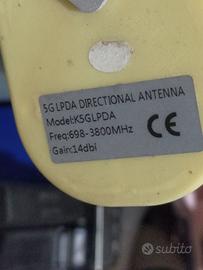 5G LPDA DIRECTIONAL ANTENNA
Model:K5GLPDA
Freq:698-3800MHz
Gain:14dbi
CE
subito